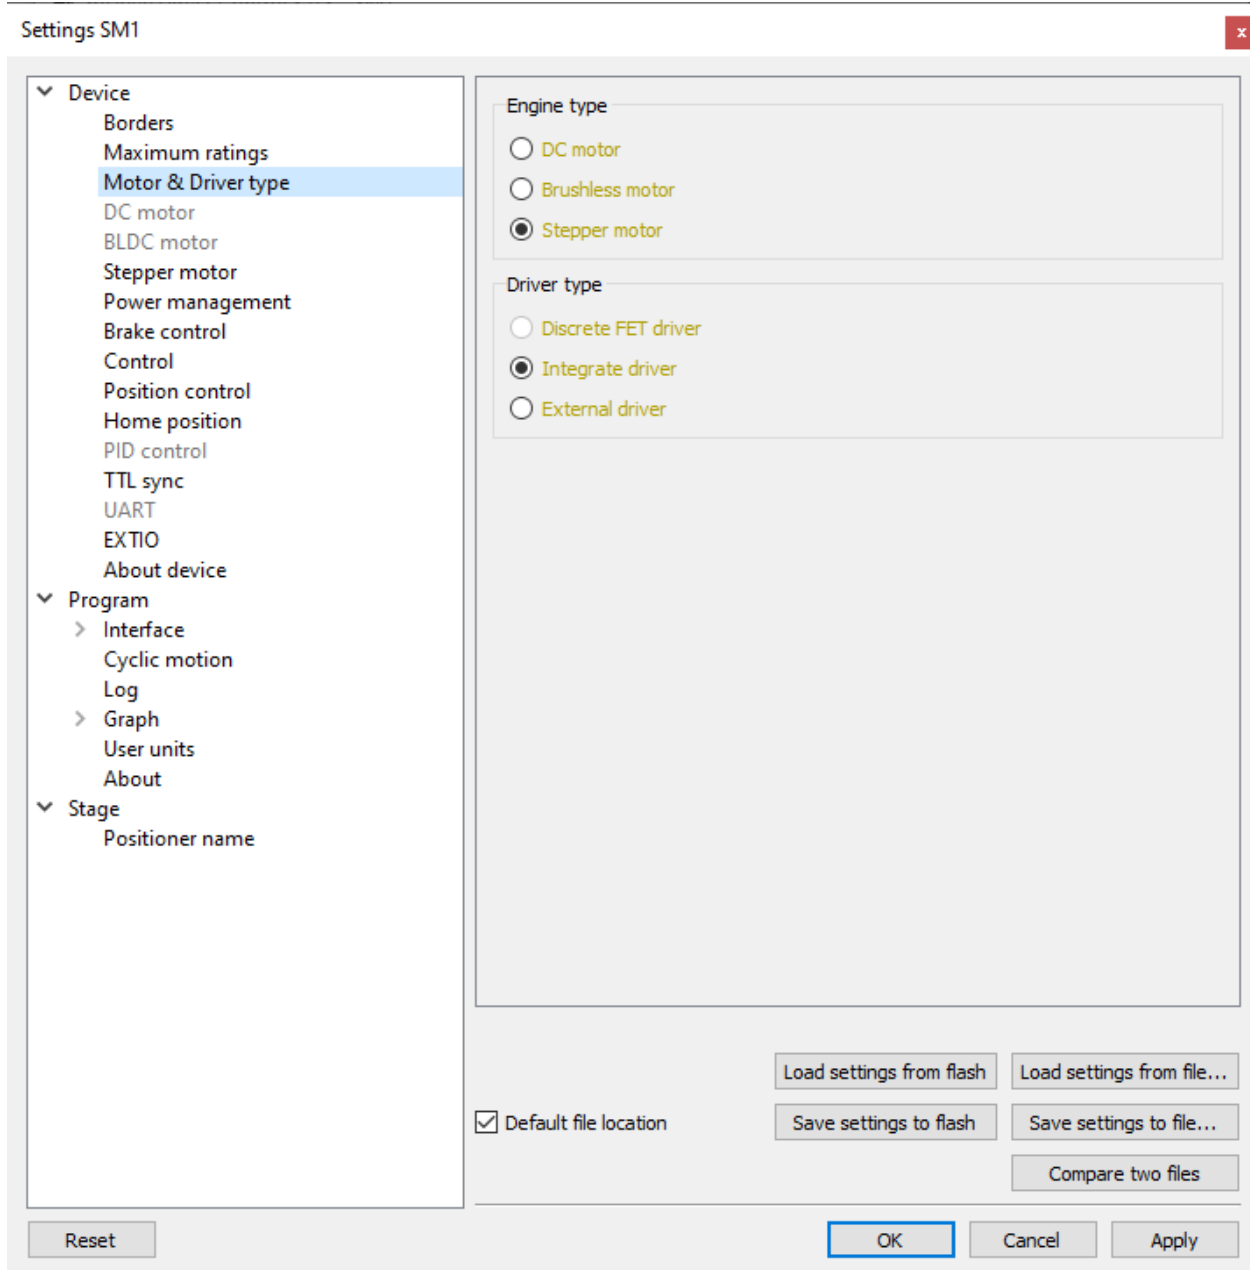 Settings SM1
x
Device
Borders
Maximum ratings
Motor & Driver type
DC motor
BLDC motor
Stepper motor
Power management
Brake control
Control
Position control
Home position
PID control
TTL sync
UART
EXTIO
About device
Program
Interface
Cyclic motion
Log
Graph
User units
About
Stage
Positioner name
Engine type
DC motor
Brushless motor
Stepper motor
Driver type
Discrete FET driver
Integrate driver
External driver
Load settings from flash
Load settings from file...
Default file location
Save settings to flash
Save settings to file...
Compare two files
Reset
OK
Cancel
Apply